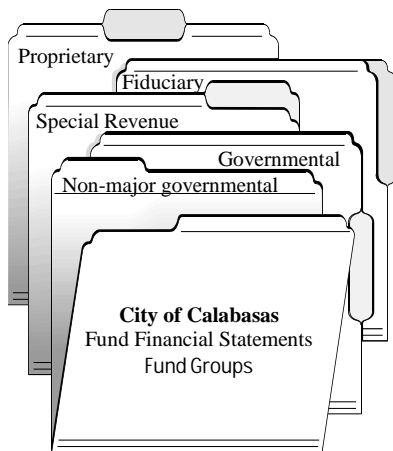 Proprietary
Fiduciary
Special Revenue
Governmental
Non-major governmental
City of Calabasas
Fund Financial Statements
Fund Groups